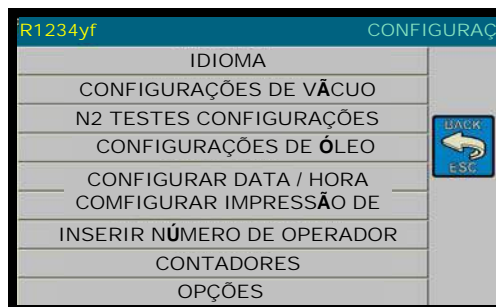 R1234yf CONFIGURAÇ
IDIOMA
CONFIGURAÇÕES DE VÃCUO
N2 TESTES CONFIGURAÇÕES
CONFIGURAÇÕES DE ÓLEO
CONFIGURAR DATA / HORA
COMFIGURAR IMPRESSÃO DE
INSERIR NÚMERO DE OPERADOR
CONTADORES
OPÇÕES
BACK
ESC